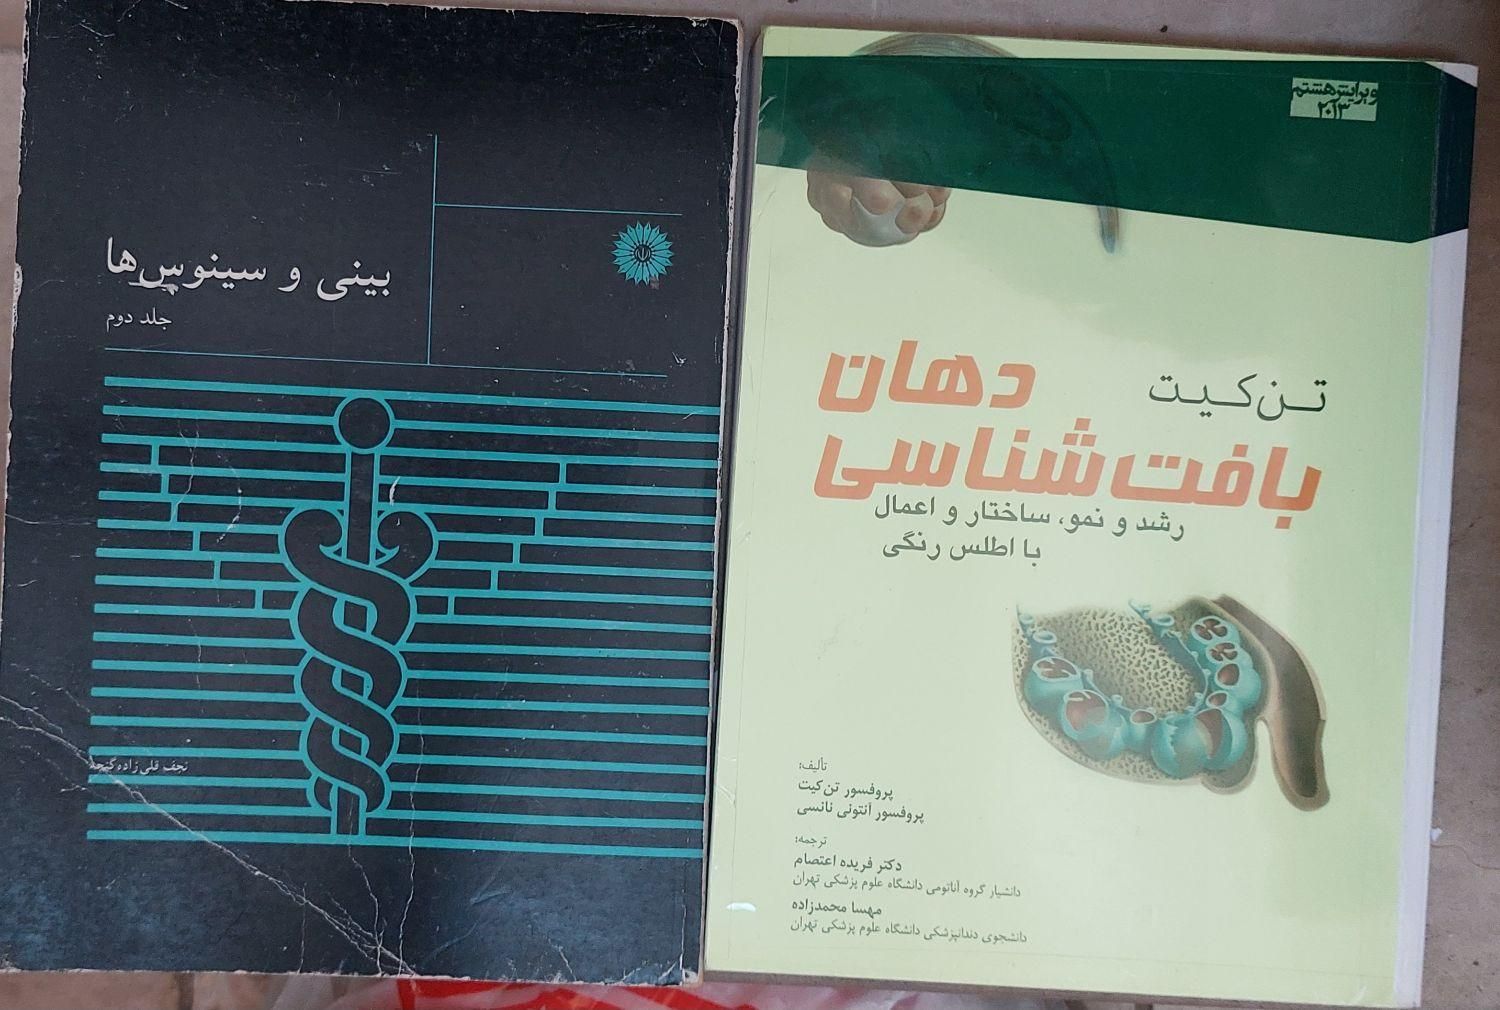 بینی و سینوس‌ها
جلد دوم
نجف قلی زاده گنجه
ویرایش هشتم
۲۰۱۳
تن‌کیت
دهان
بافت‌شناسی
رشد و نمو، ساختار و اعمال
با اطلس رنگی
تألیف:
پروفسور تن‌کیت
پروفسور آنتونی نانسی
ترجمه:
دکتر فریده اعتصام
دانشیار گروه آناتومی دانشگاه علوم پزشکی تهران
مهسا محمدزاده
دانشجوی دندانپزشکی دانشگاه علوم پزشکی تهران